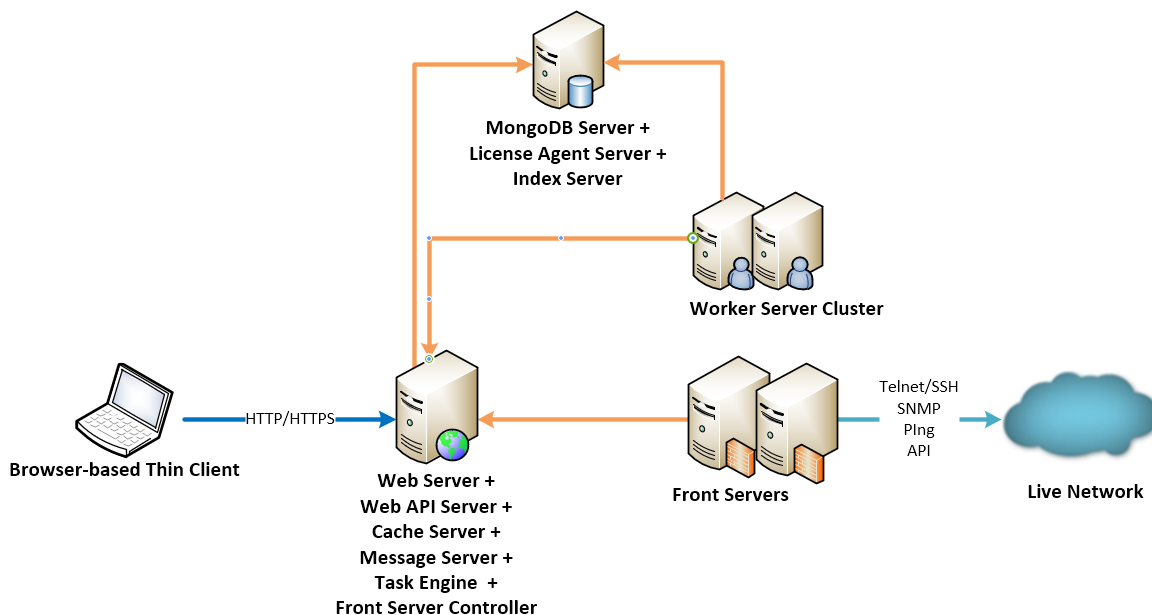 MongoDB Server +
License Agent Server +
Index Server
Worker Server Cluster
HTTP/HTTPS
Browser-based Thin Client
Web Server +
Web API Server +
Cache Server +
Message Server +
Task Engine +
Front Server Controller
Front Servers
Telnet/SSH
SNMP
PIng
API
Live Network